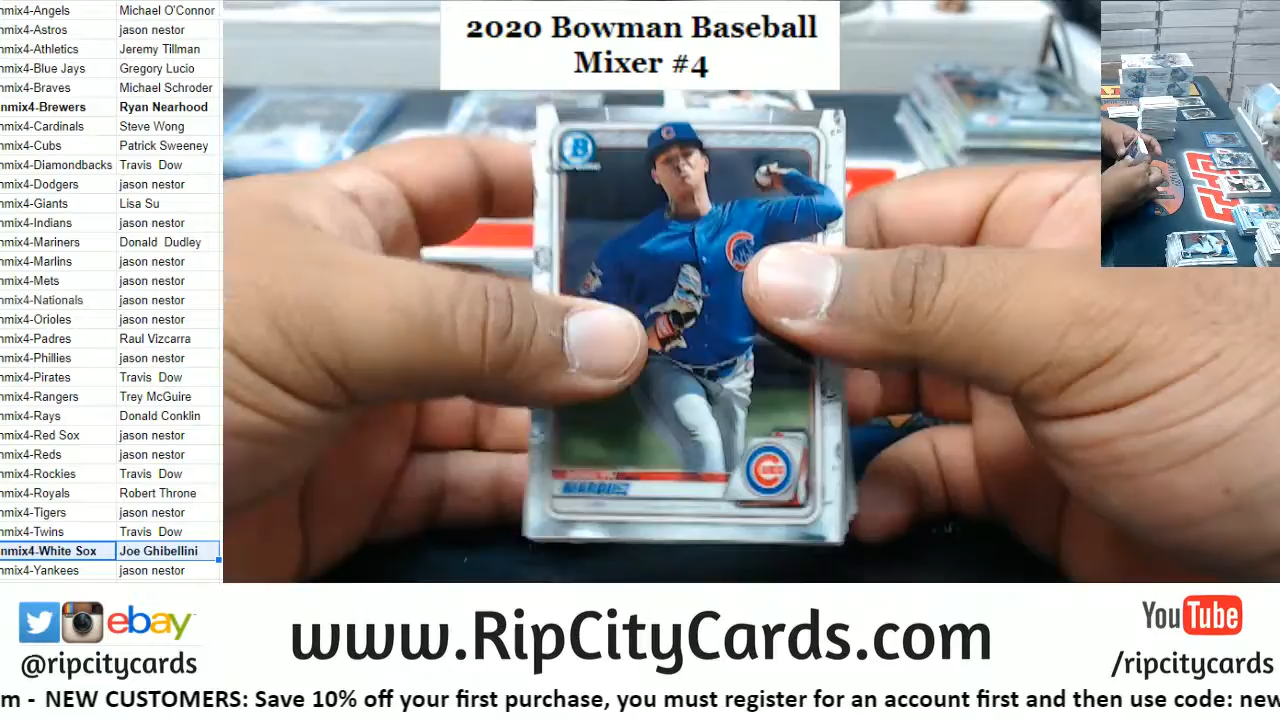 2020 Bowman Baseball
Mixer #4
nmix4-Angels Michael O'Connor
nmix4-Astros jason nestor
nmix4-Athletics Jeremy Tillman
nmix4-Blue Jays Gregory Lucio
nmix4-Braves Michael Schroder
nmix4-Brewers Ryan Nearhood
nmix4-Cardinals Steve Wong
nmix4-Cubs Patrick Sweeney
nmix4-Diamondbacks Travis Dow
nmix4-Dodgers jason nestor
nmix4-Giants Lisa Su
nmix4-Indians jason nestor
nmix4-Mariners Donald Dudley
nmix4-Marlins jason nestor
nmix4-Mets jason nestor
nmix4-Nationals jason nestor
nmix4-Orioles jason nestor
nmix4-Padres Raul Vizcarra
nmix4-Phillies jason nestor
nmix4-Pirates Travis Dow
nmix4-Rangers Trey McGuire
nmix4-Rays Donald Conklin
nmix4-Red Sox jason nestor
nmix4-Reds jason nestor
nmix4-Rockies Travis Dow
nmix4-Royals Robert Throne
nmix4-Tigers jason nestor
nmix4-Twins Travis Dow
nmix4-White Sox Joe Ghibellini
nmix4-Yankees jason nestor
B
MARQUEZ
CUBS
ebay
@ripcitycards
www.RipCityCards.com
YouTube
/ripcitycards
m - NEW CUSTOMERS: Save 10% off your first purchase, you must register for an account first and then use code: new